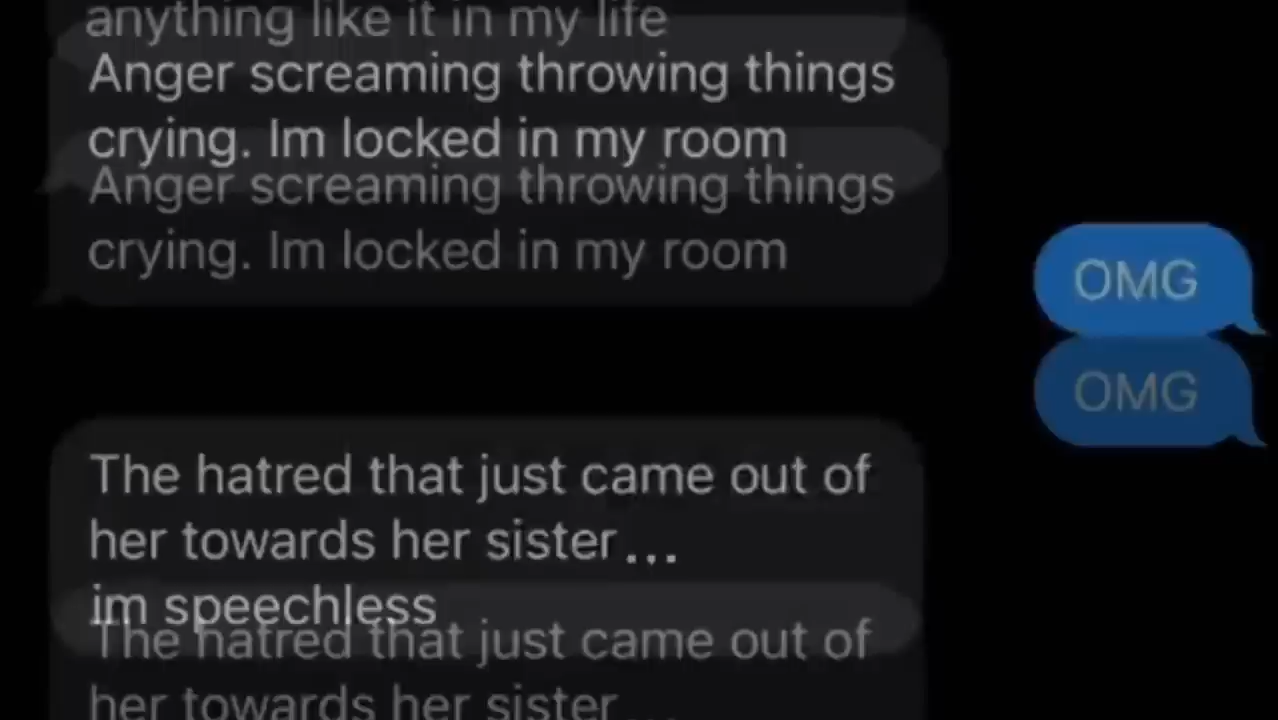 anything like it in my life
Anger screaming throwing things
crying. Im locked in my room
Anger screaming throwing things
crying. Im locked in my room
OMG
OMG
The hatred that just came out of
her towards her sister...
im speechless
The hatred that just came out of
her towards her sister...